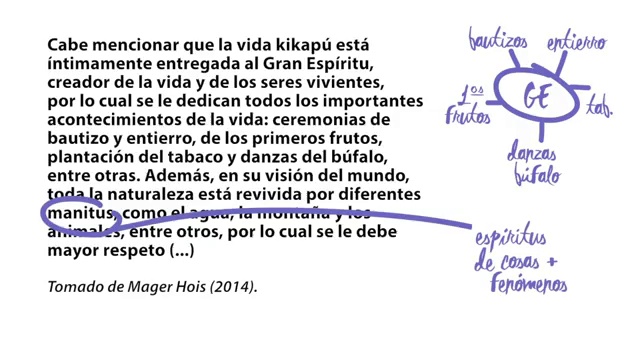 Cabe mencionar que la vida kikapú está
íntimamente entregada al Gran Espíritu,
creador de la vida y de los seres vivientes,
por lo cual se le dedican todos los importantes
acontecimientos de la vida: ceremonias de
bautizo y entierro, de los primeros frutos,
plantación del tabaco y danzas del búfalo,
entre otras. Además, en su visión del mundo,
toda la naturaleza está revivida por diferentes
manitus, como el agua, la montaña y los
animales, entre otros, por lo cual se le debe
mayor respeto (...)
Tomado de Mager Hois (2014).
bautizos
entierro
1os
frutos
GE
tab.
danzas
búfalo
espíritus
de cosas +
fenómenos